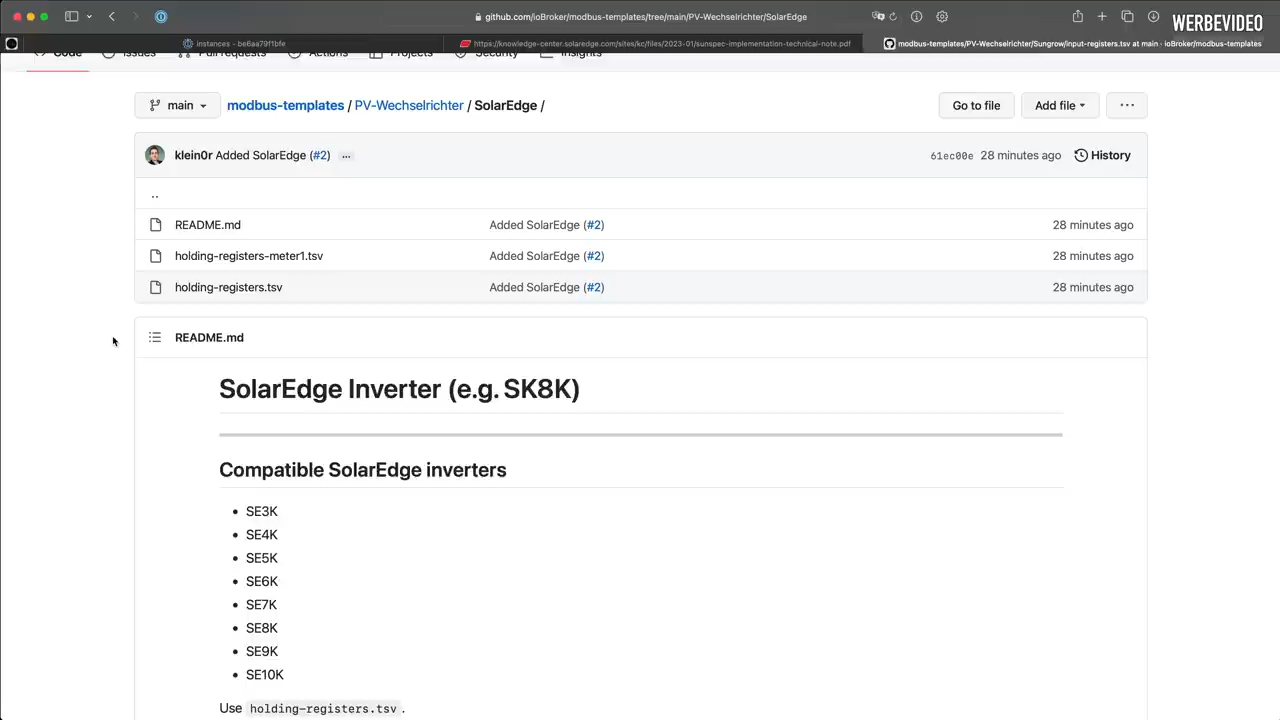 github.com/ioBroker/modbus-templates/tree/main/PV-Wechselrichter/SolarEdge
WERBEVIDEO
instances - be6aa79f1bfe
https://knowledge-center.solaredge.com/sites/kc/files/2023-01/sunspec-implementation-technical-note.pdf
modbus-templates/PV-Wechselrichter/Sungrow/input-registers.tsv at main · ioBroker/modbus-templates
Code Issues Pull requests Actions Projects Security Insights
main modbus-templates / PV-Wechselrichter / SolarEdge / Go to file Add file ...
klein0r Added SolarEdge (#2) ... 61ec00e 28 minutes ago History
..
README.md Added SolarEdge (#2) 28 minutes ago
holding-registers-meter1.tsv Added SolarEdge (#2) 28 minutes ago
holding-registers.tsv Added SolarEdge (#2) 28 minutes ago
README.md
SolarEdge Inverter (e.g. SK8K)
Compatible SolarEdge inverters
• SE3K
• SE4K
• SE5K
• SE6K
• SE7K
• SE8K
• SE9K
• SE10K
Use holding-registers.tsv .